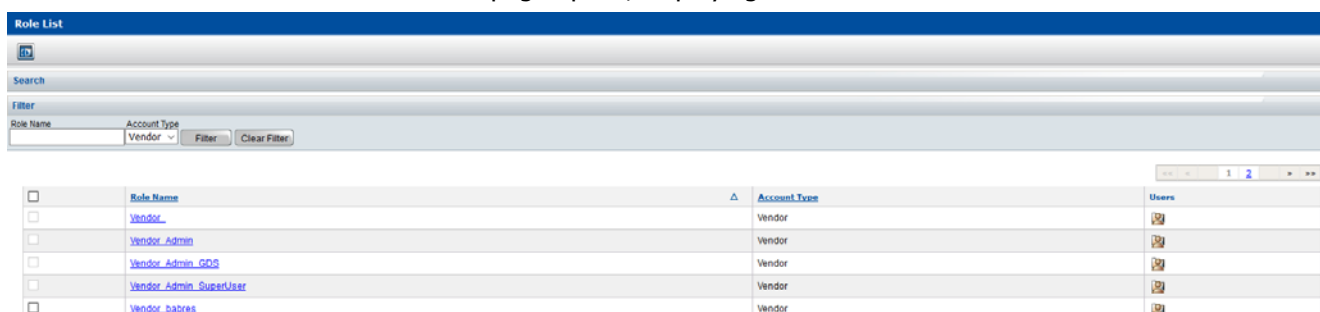 Role List
Search
Filter
Role Name Account Type
Vendor Filter Clear Filter
<< < 1 2 > >>
Role Name Account Type Users
Vendor_ Vendor
Vendor_Admin Vendor
Vendor_Admin_GDS Vendor
Vendor_Admin_SuperUser Vendor
Vendor_babres Vendor